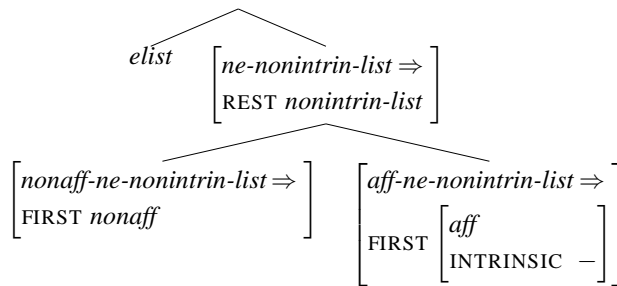 elist
ne-nonintrin-list ⇒
REST nonintrin-list
nonaff-ne-nonintrin-list ⇒
FIRST nonaff
aff-ne-nonintrin-list ⇒
FIRST
aff
INTRINSIC –